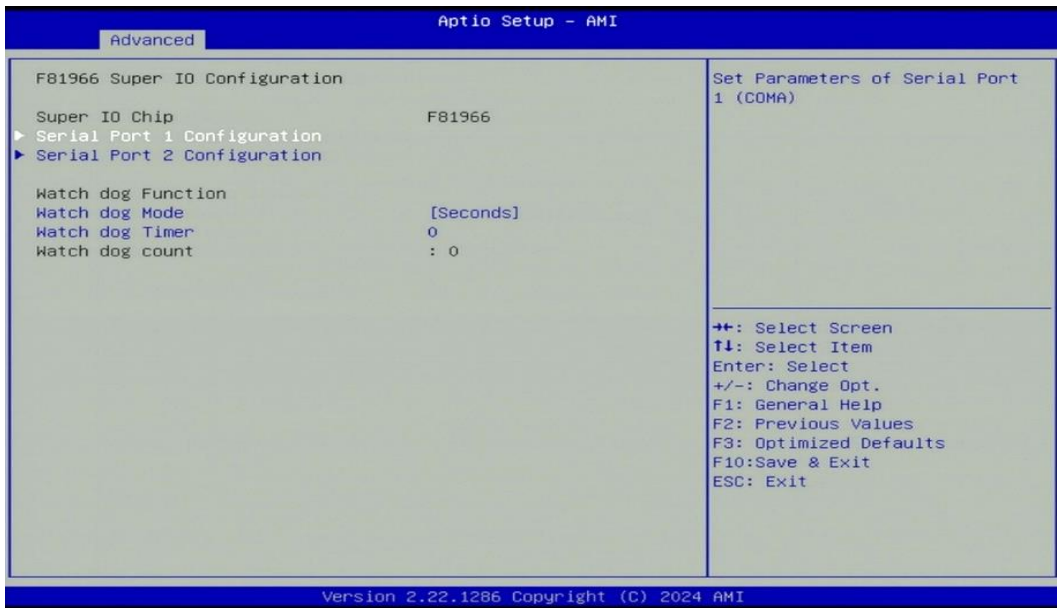 Aptio Setup - AMI
Advanced
F81966 Super IO Configuration
Super IO Chip F81966
► Serial Port 1 Configuration
► Serial Port 2 Configuration
Watch dog Function
Watch dog Mode [Seconds]
Watch dog Timer 0
Watch dog count : 0
Set Parameters of Serial Port
1 (COMA)
→←: Select Screen
↑↓: Select Item
Enter: Select
+/-: Change Opt.
F1: General Help
F2: Previous Values
F3: Optimized Defaults
F10:Save & Exit
ESC: Exit
Version 2.22.1286 Copyright (C) 2024 AMI